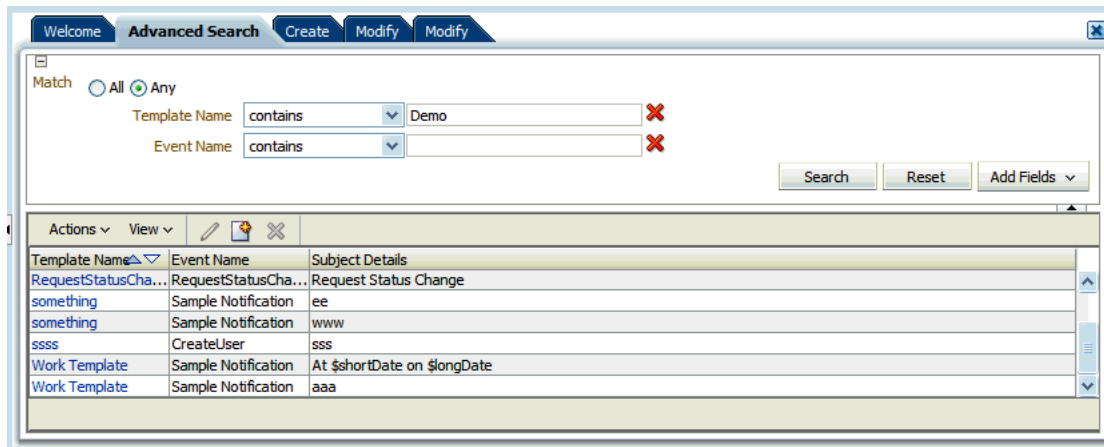 Welcome Advanced Search Create Modify Modify
Match All Any
Template Name contains Demo
Event Name contains
Search Reset Add Fields
Actions View
Template Name Event Name Subject Details
RequestStatusCha... RequestStatusCha... Request Status Change
something Sample Notification ee
something Sample Notification www
ssss CreateUser sss
Work Template Sample Notification At $shortDate on $longDate
Work Template Sample Notification aaa